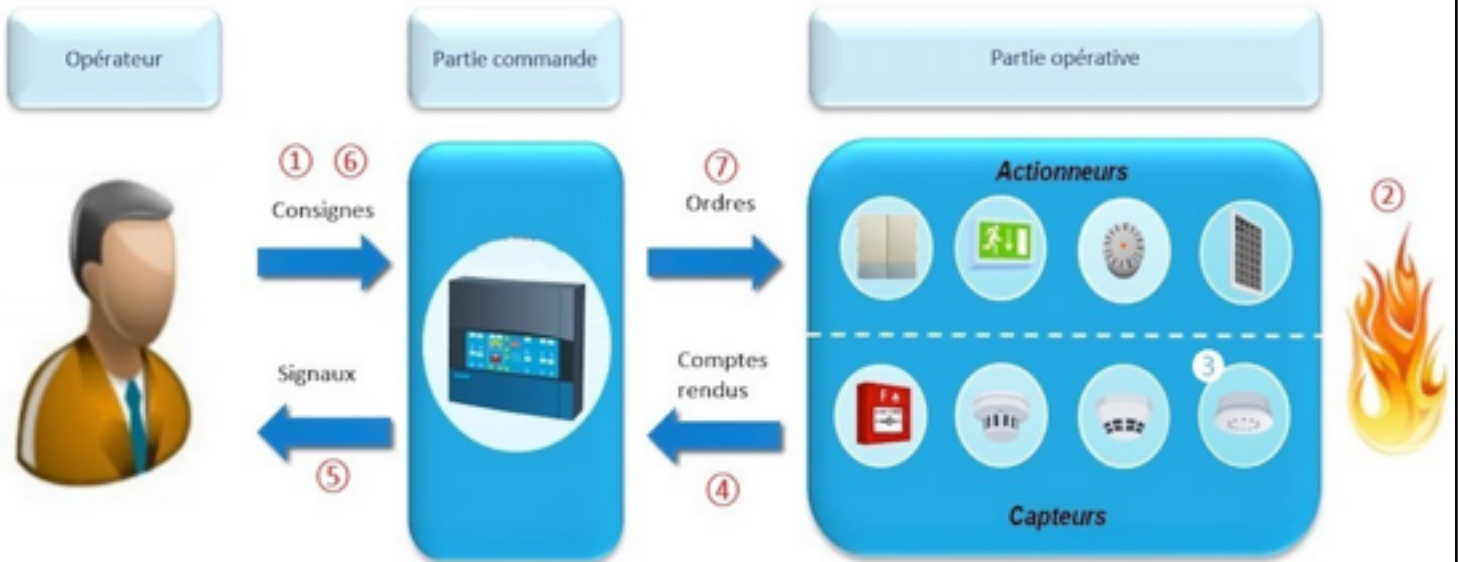 Opérateur
Partie commande
Partie opérative
① ⑥
Consignes
⑦
Ordres
Actionneurs
②
Signaux
⑤
Comptes
rendus
④
3
Capteurs